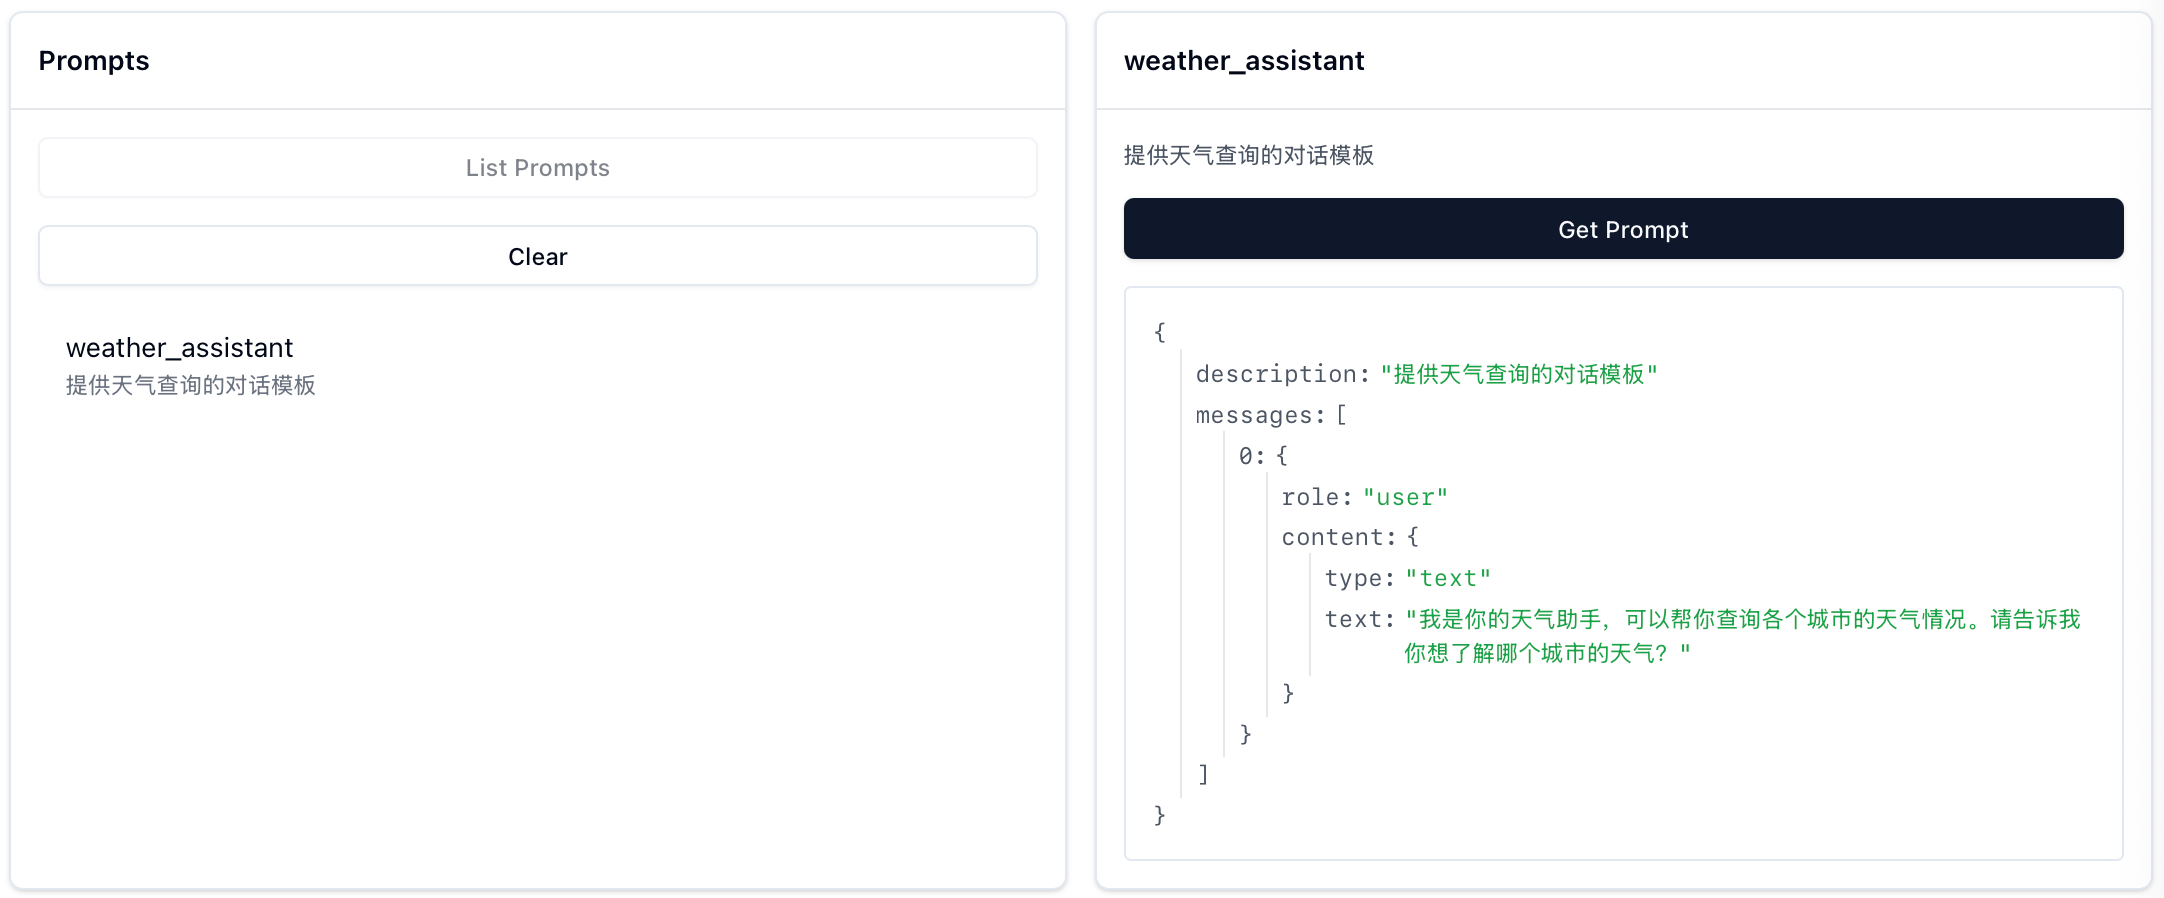 Prompts
List Prompts
Clear
weather_assistant
提供天气查询的对话模板
weather_assistant
提供天气查询的对话模板
Get Prompt
{
description: "提供天气查询的对话模板"
messages: [
0: {
role: "user"
content: {
type: "text"
text: "我是你的天气助手，可以帮你查询各个城市的天气情况。请告诉我
你想了解哪个城市的天气？"
}
}
]
}